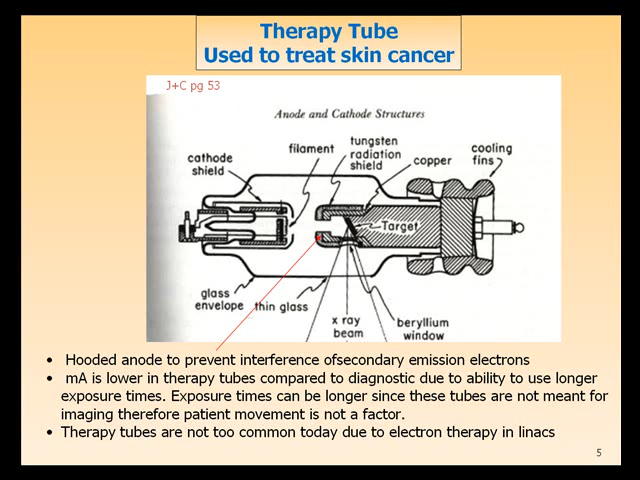 Therapy Tube
Used to treat skin cancer
J+C pg 53
Anode and Cathode Structures
cathode
shield
filament
tungsten
radiation
shield
copper
cooling
fins
Target
glass
envelope
thin glass
x ray
beam
beryllium
window
• Hooded anode to prevent interference ofsecondary emission electrons
• mA is lower in therapy tubes compared to diagnostic due to ability to use longer
exposure times. Exposure times can be longer since these tubes are not meant for
imaging therefore patient movement is not a factor.
• Therapy tubes are not too common today due to electron therapy in linacs
5